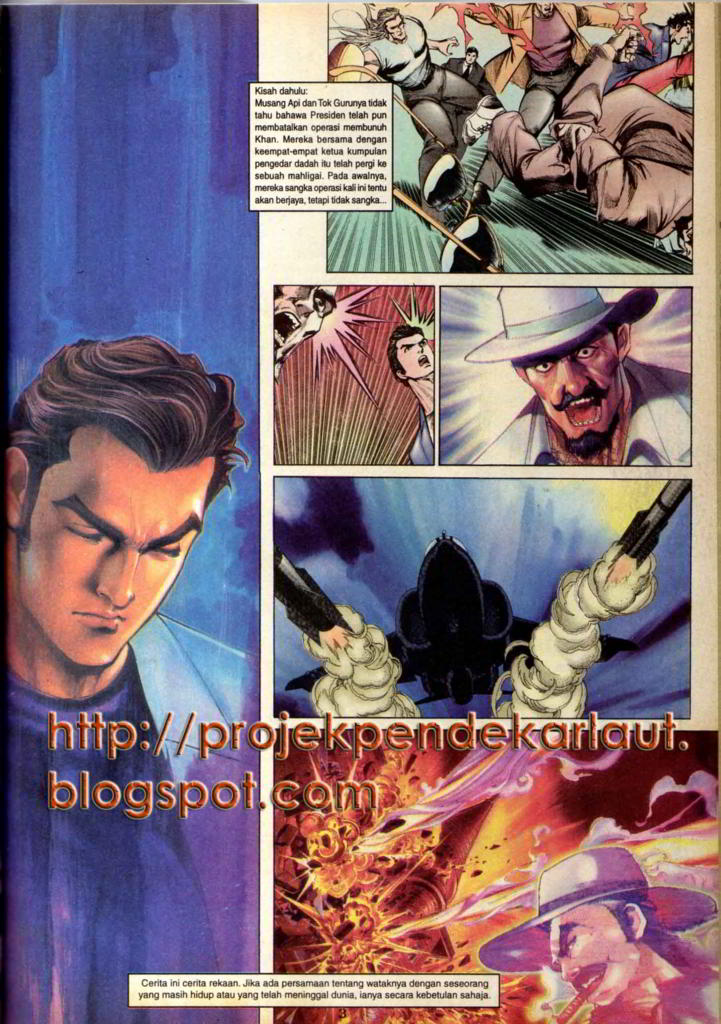 Kisah dahulu:
Musang Api dan Tok Gurunya tidak
tahu bahawa Presiden telah pun
membatalkan operasi membunuh
Khan. Mereka bersama dengan
keempat-empat ketua kumpulan
pengedar dadah itu telah pergi ke
sebuah mahligai. Pada awalnya,
mereka sangka operasi kali ini tentu
akan berjaya, tetapi tidak sangka...
http://projekpendekarlaut.
blogspot.com
Cerita ini cerita rekaan. Jika ada persamaan tentang wataknya dengan seseorang
yang masih hidup atau yang telah meninggal dunia, ianya secara kebetulan sahaja.
3